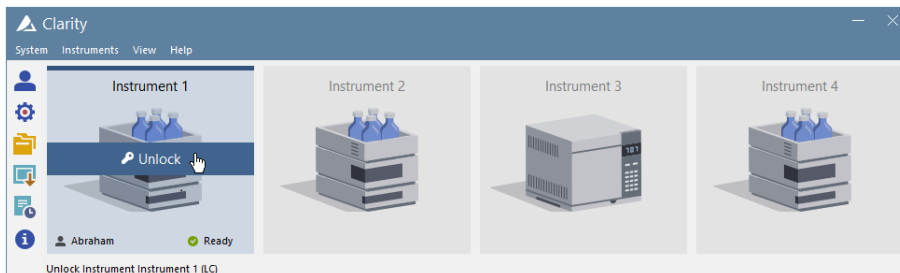 Clarity
System Instruments View Help
Instrument 1 Instrument 2 Instrument 3 Instrument 4
Unlock
181
Abraham Ready
Unlock Instrument Instrument 1 (LC)